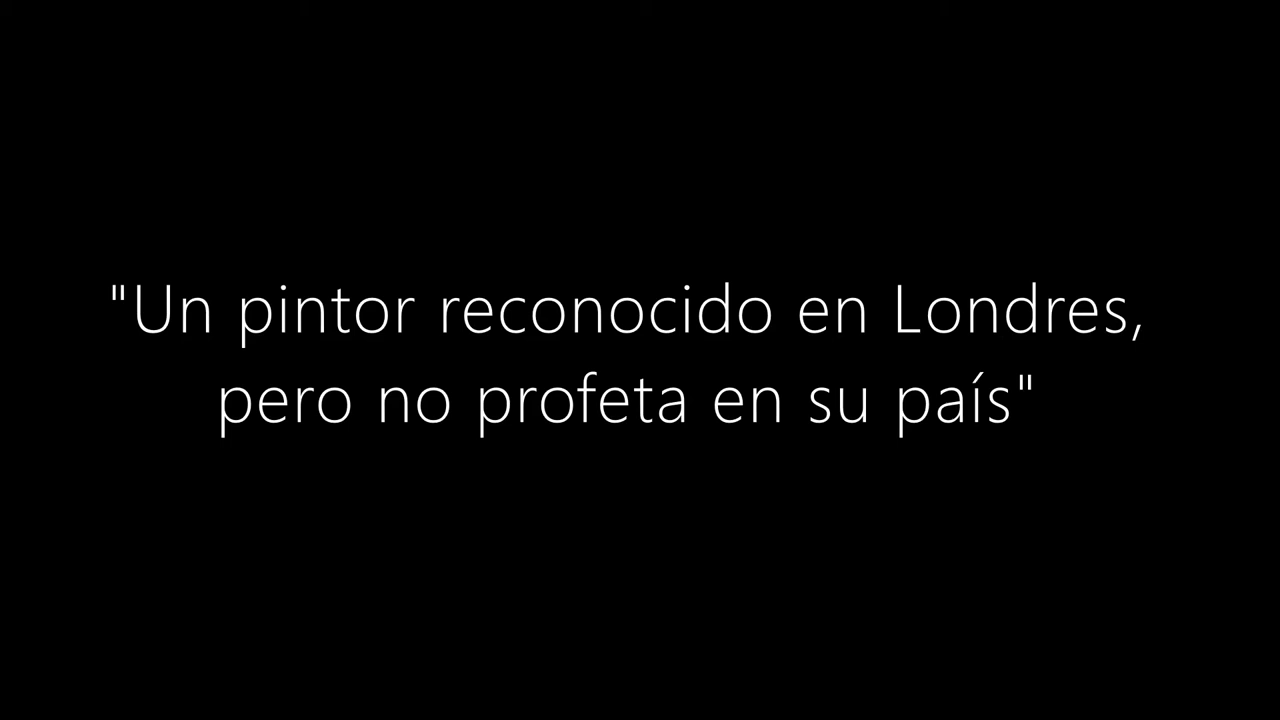 "Un pintor reconocido en Londres,
pero no profeta en su país"